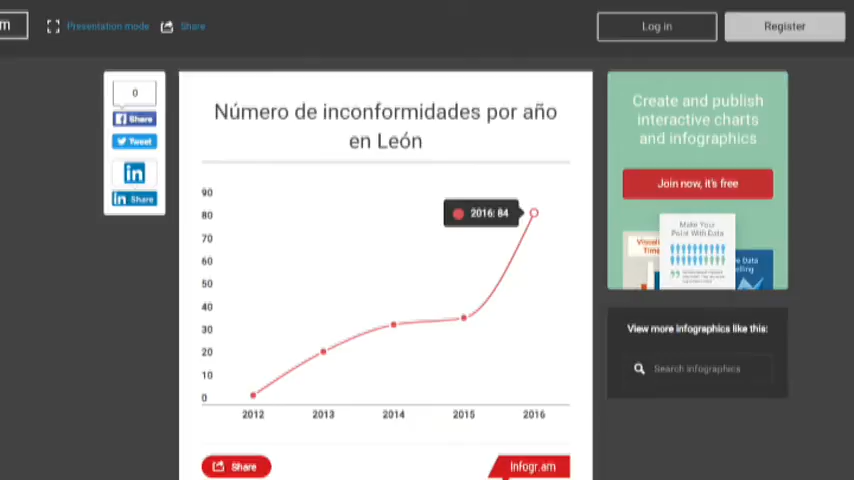 m
Presentation mode
Share
Log in
Register
0
Share
Tweet
in
in Share
Número de inconformidades por año
en León
90
80
70
60
50
40
30
20
10
0
2016: 84
2012
2013
2014
2015
2016
Share
Infogr.am
Create and publish
interactive charts
and infographics
Join now, it's free
Make Your
Point With Data
View more infographics like this:
Search infographics